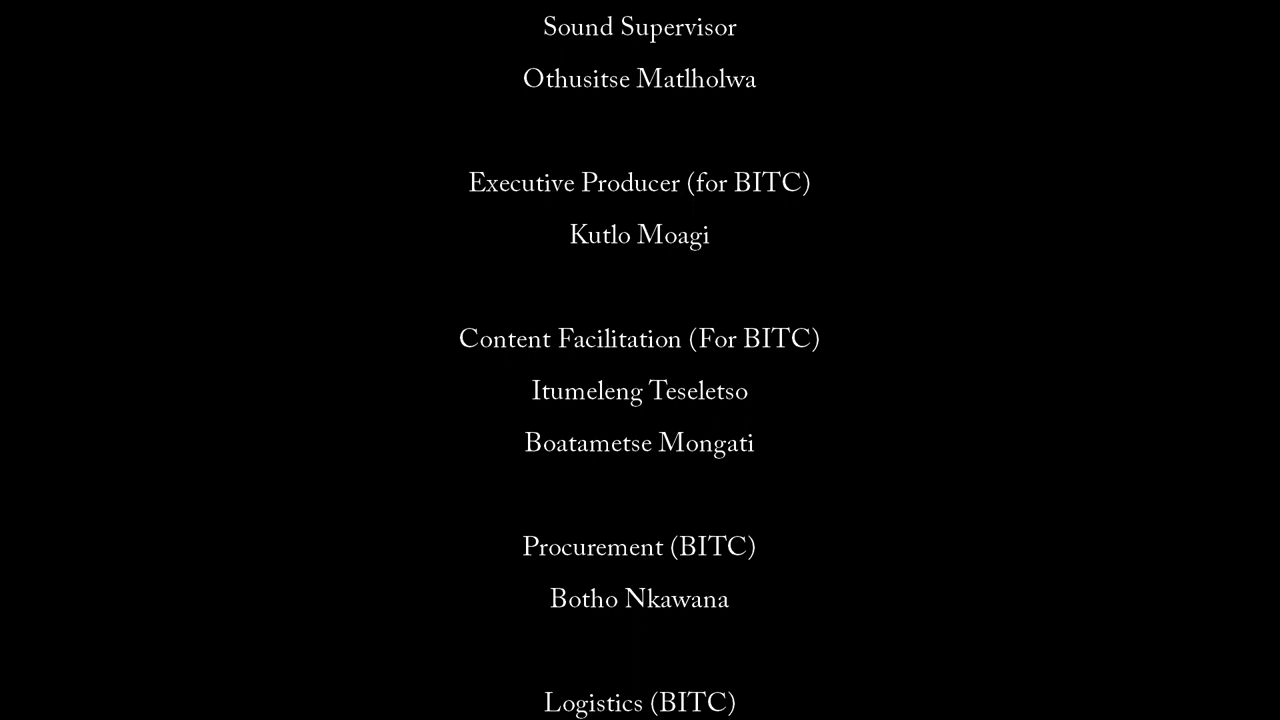 Sound Supervisor
Othusitse Matlholwa
Executive Producer (for BITC)
Kutlo Moagi
Content Facilitation (For BITC)
Itumeleng Teseletso
Boatametse Mongati
Procurement (BITC)
Botho Nkawana
Logistics (BITC)